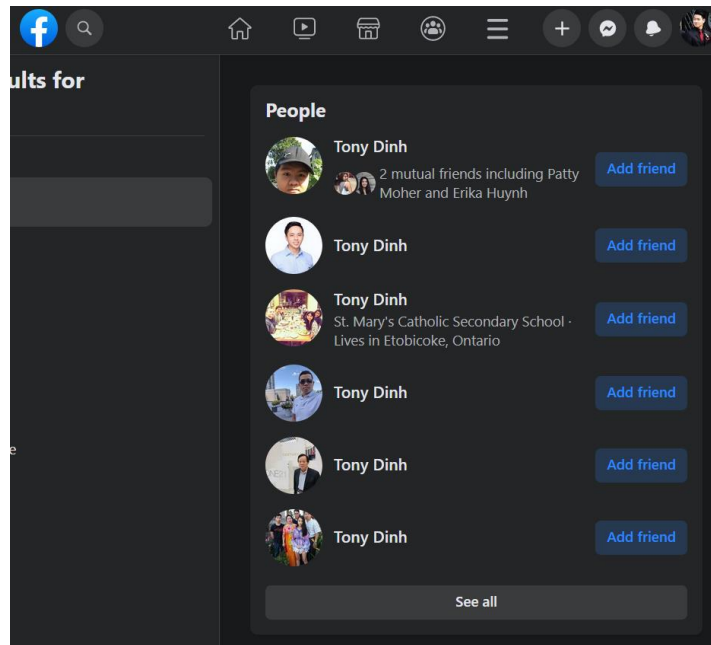 ults for
People
Tony Dinh
2 mutual friends including Patty
Moher and Erika Huynh
Add friend
Tony Dinh
Add friend
Tony Dinh
St. Mary's Catholic Secondary School ·
Lives in Etobicoke, Ontario
Add friend
Tony Dinh
Add friend
e
Tony Dinh
Add friend
Tony Dinh
Add friend
See all